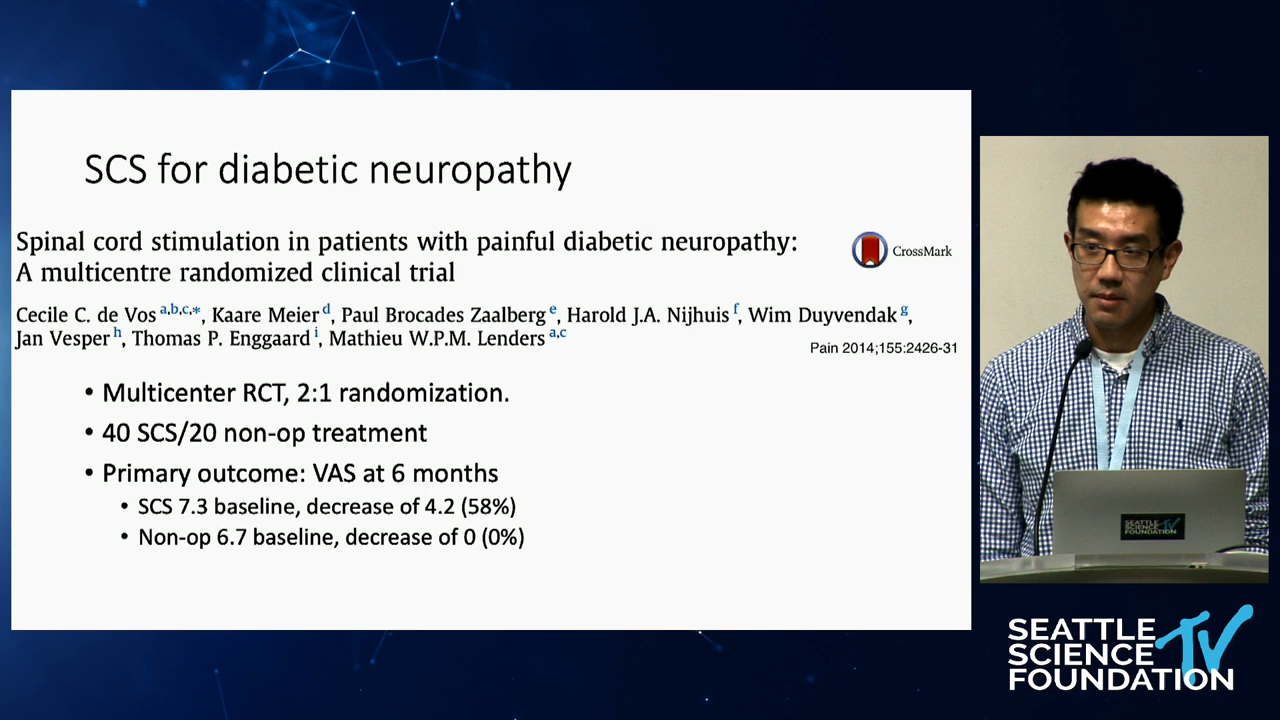 SCS for diabetic neuropathy
Spinal cord stimulation in patients with painful diabetic neuropathy:
A multicentre randomized clinical trial
CrossMark
Cecile C. de Vos a,b,c,*, Kaare Meier d, Paul Brocades Zaalberg e, Harold J.A. Nijhuis f, Wim Duyvendak g,
Jan Vesper h, Thomas P. Enggaard i, Mathieu W.P.M. Lenders a,c
Pain 2014;155:2426-31
• Multicenter RCT, 2:1 randomization.
• 40 SCS/20 non-op treatment
• Primary outcome: VAS at 6 months
• SCS 7.3 baseline, decrease of 4.2 (58%)
• Non-op 6.7 baseline, decrease of 0 (0%)
SEATTLE
SCIENCE TV
FOUNDATION
SEATTLE
SCIENCE TV
FOUNDATION